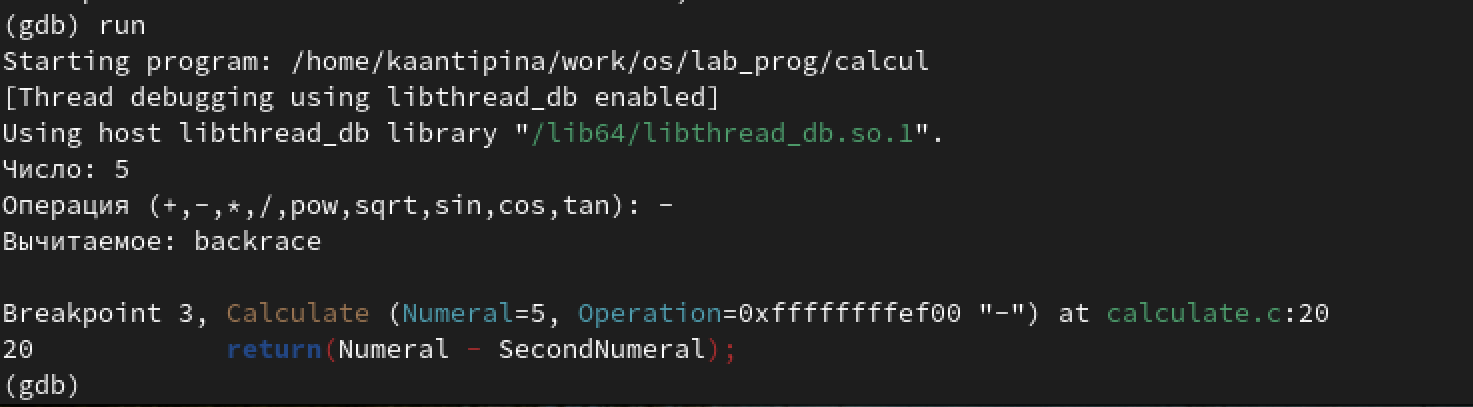 (gdb) run
Starting program: /home/kaantipina/work/os/lab_prog/calcul
[Thread debugging using libthread_db enabled]
Using host libthread_db library "/lib64/libthread_db.so.1".
Число: 5
Операция (+,-,*,/,pow,sqrt,sin,cos,tan): -
Вычитаемое: backrace
Breakpoint 3, Calculate (Numeral=5, Operation=0xffffffffef00 "-") at calculate.c:20
20 return(Numeral - SecondNumeral);
(gdb)